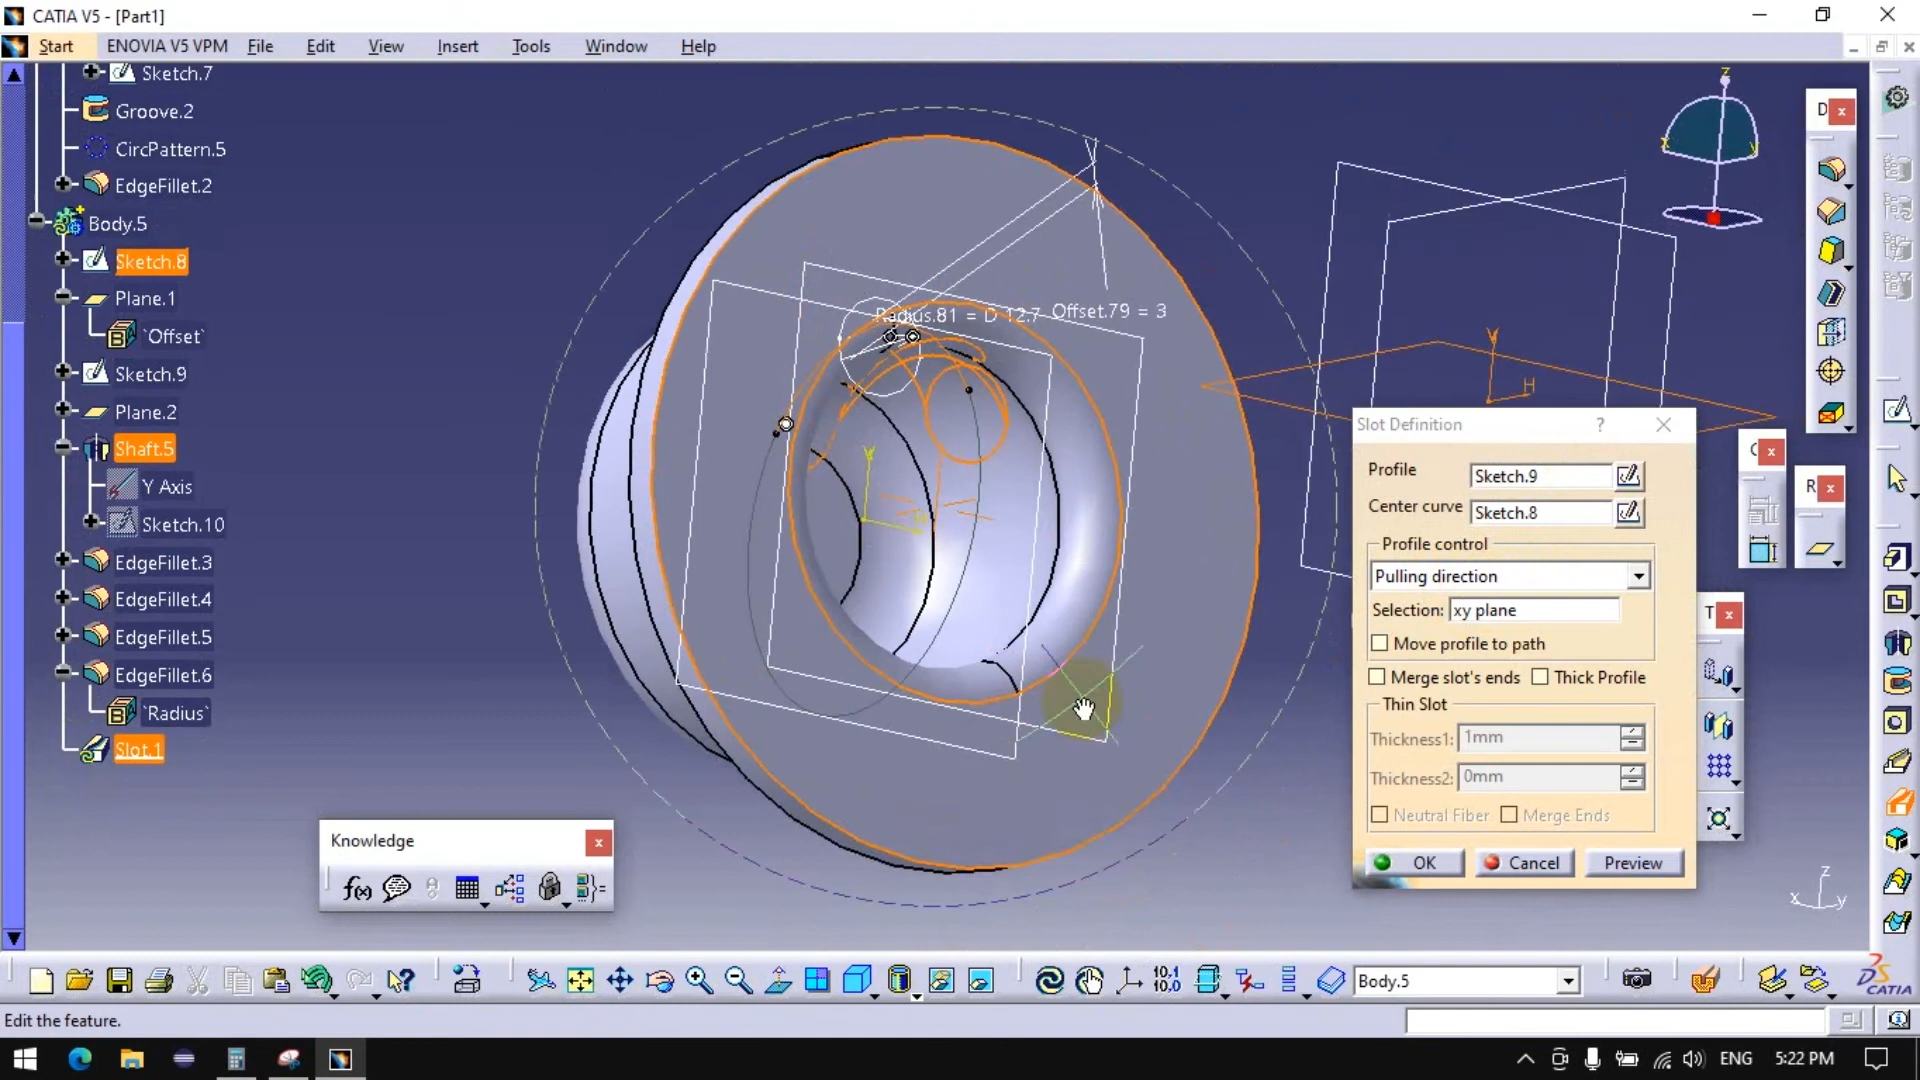 CATIA V5 - [Part1]
Start ENOVIA V5 VPM File Edit View Insert Tools Window Help
Sketch.7
Groove.2
CircPattern.5
EdgeFillet.2
Body.5
Sketch.8
Plane.1
`Offset`
Sketch.9
Plane.2
Shaft.5
Y Axis
Sketch.10
EdgeFillet.3
EdgeFillet.4
EdgeFillet.5
EdgeFillet.6
`Radius`
Slot.1
Radius.81 = D 12.7
Offset.79 = 3
V
H
z
x
y
D
C
R
T
Slot Definition ?
Profile Sketch.9
Center curve Sketch.8
Profile control
Pulling direction
Selection: xy plane
Move profile to path
Merge slot's ends Thick Profile
Thin Slot
Thickness1: 1mm
Thickness2: 0mm
Neutral Fiber Merge Ends
OK Cancel Preview
z
x y
Knowledge
f(x)
10,1
10,0
Body.5
CATIA
Edit the feature.
ENG 5:22 PM